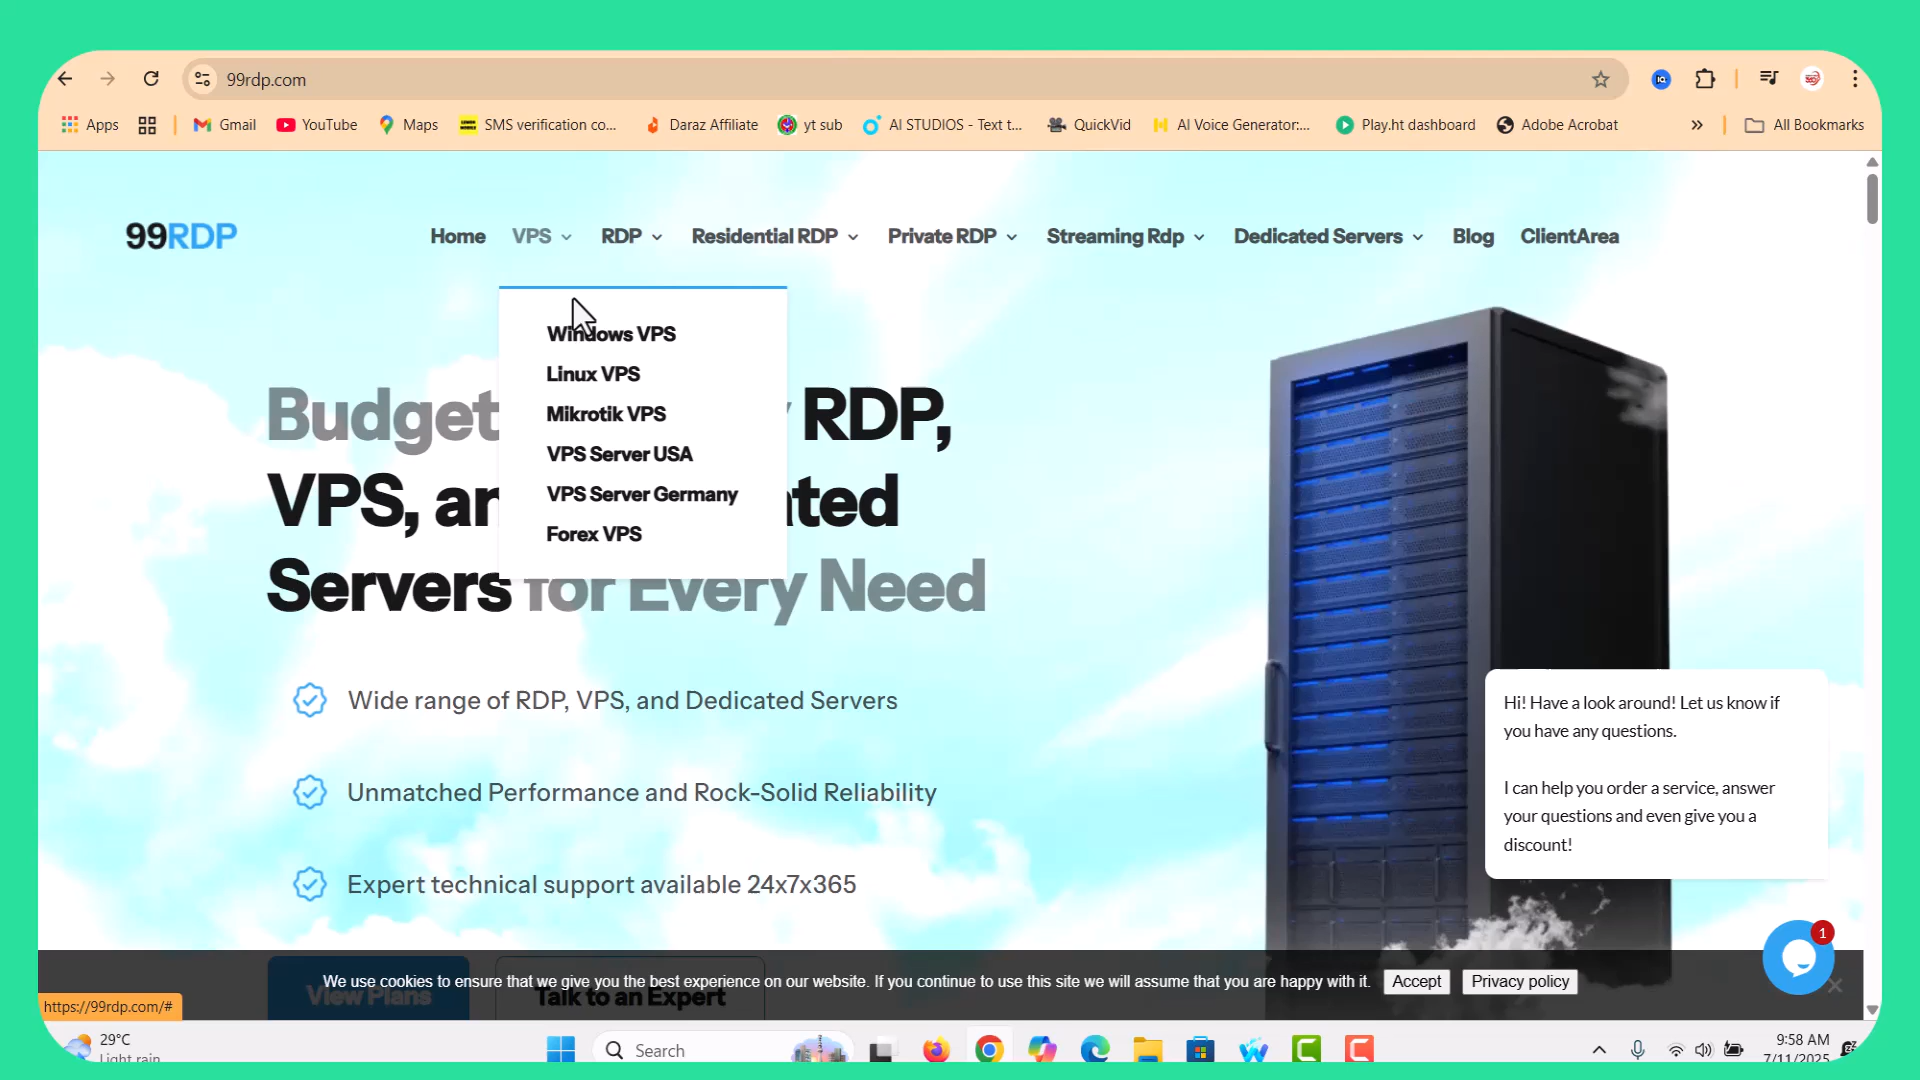 99rdp.com
Apps
Gmail
YouTube
Maps
SMS verification co...
Daraz Affiliate
yt sub
AI STUDIOS - Text t...
QuickVid
AI Voice Generator:...
Play.ht dashboard
Adobe Acrobat
All Bookmarks
99RDP
Home
VPS
RDP
Residential RDP
Private RDP
Streaming Rdp
Dedicated Servers
Blog
ClientArea
Windows VPS
Linux VPS
Mikrotik VPS
VPS Server USA
VPS Server Germany
Forex VPS
Budget RDP,
VPS, an ated
Servers for Every Need
Wide range of RDP, VPS, and Dedicated Servers
Unmatched Performance and Rock-Solid Reliability
Expert technical support available 24x7x365
Hi! Have a look around! Let us know if
you have any questions.
I can help you order a service, answer
your questions and even give you a
discount!
1
View Plans
Talk to an Expert
We use cookies to ensure that we give you the best experience on our website. If you continue to use this site we will assume that you are happy with it.
Accept
Privacy policy
https://99rdp.com/#
29°C
Light rain
Search
9:58 AM
7/11/2025